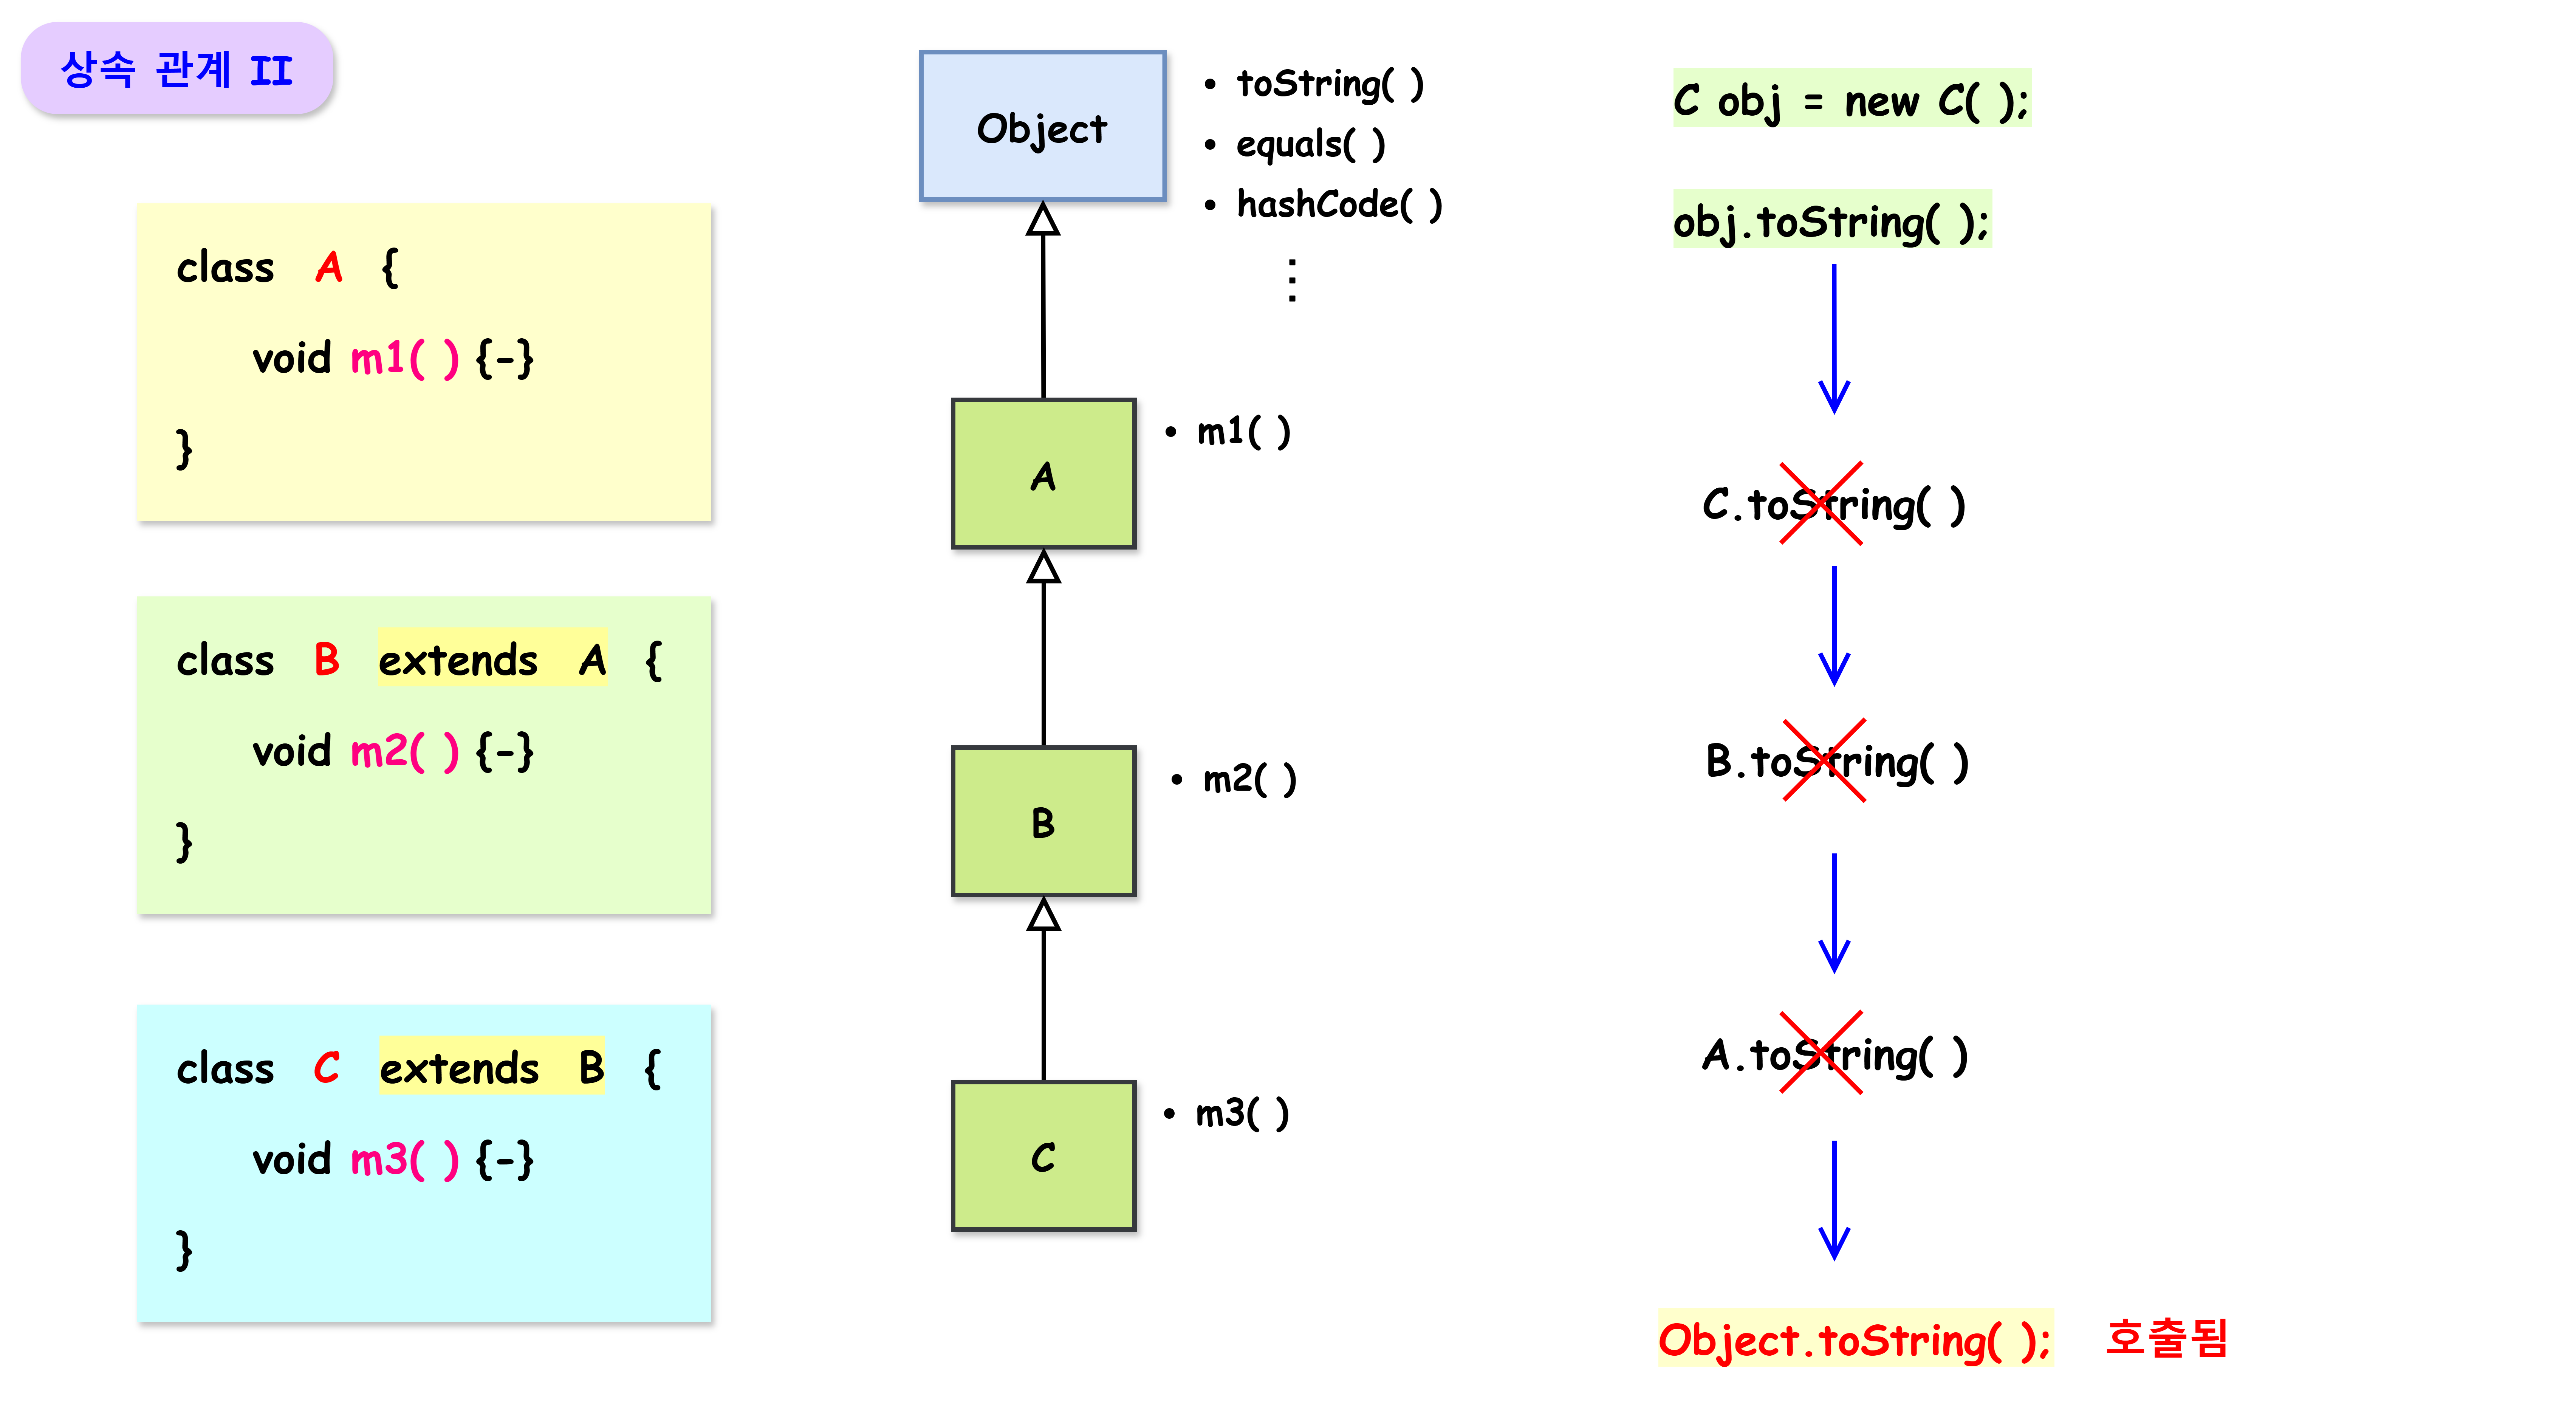 상속 관계 II
class A {
void m1( ) {-}
}
class B extends A {
void m2( ) {-}
}
class C extends B {
void m3( ) {-}
}
Object
• toString( )
• equals( )
• hashCode( )
⋮
A
• m1( )
B
• m2( )
C
• m3( )
C obj = new C( );
obj.toString( );
C.toString( )
B.toString( )
A.toString( )
Object.toString( ); 호출됨